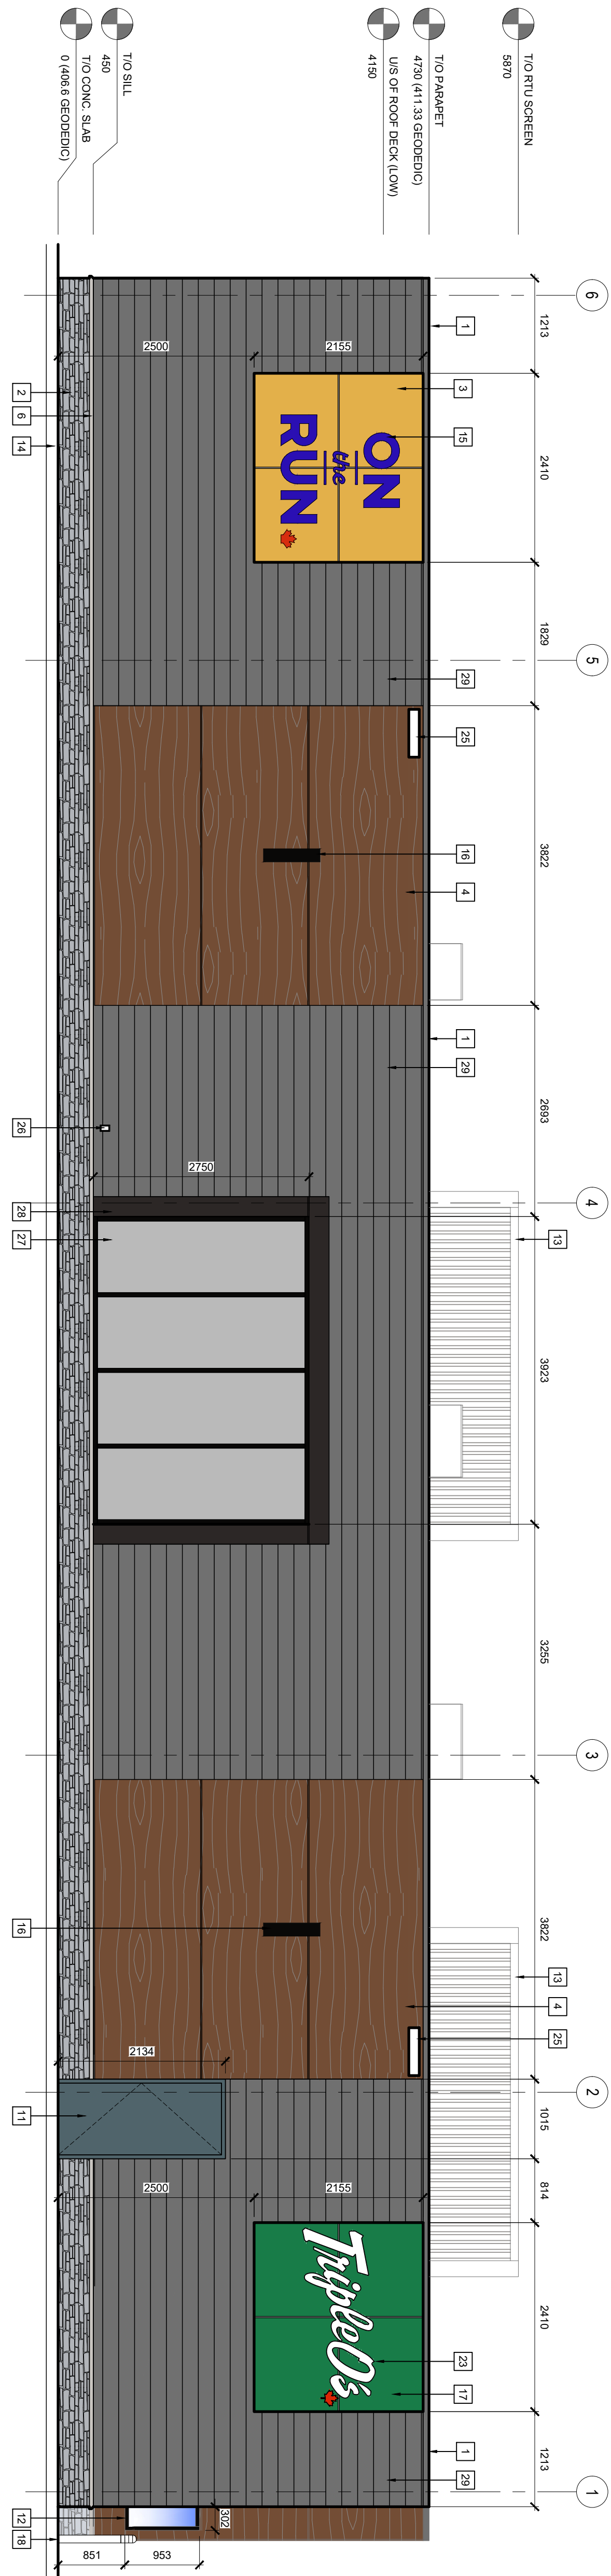 6 5 4 3 2 1
1213 2410 1829 3822 2693 3923 3255 3822 1015 814 2410 1213
T/O RTU SCREEN
5870
13 13 4 25
T/O PARAPET
4730 (411.33 GEODEDIC)
1 3 15 29 25 16 4 1 29 23 17 1 29
U/S OF ROOF DECK (LOW)
4150
2155 2155
ON
the
RUN
Triple O's
2500 2750 2134 2500
302
953
851
T/O SILL
450
T/O CONC. SLAB
0 (406.6 GEODEDIC)
2 6 14 26 28 27 16 11 12 18